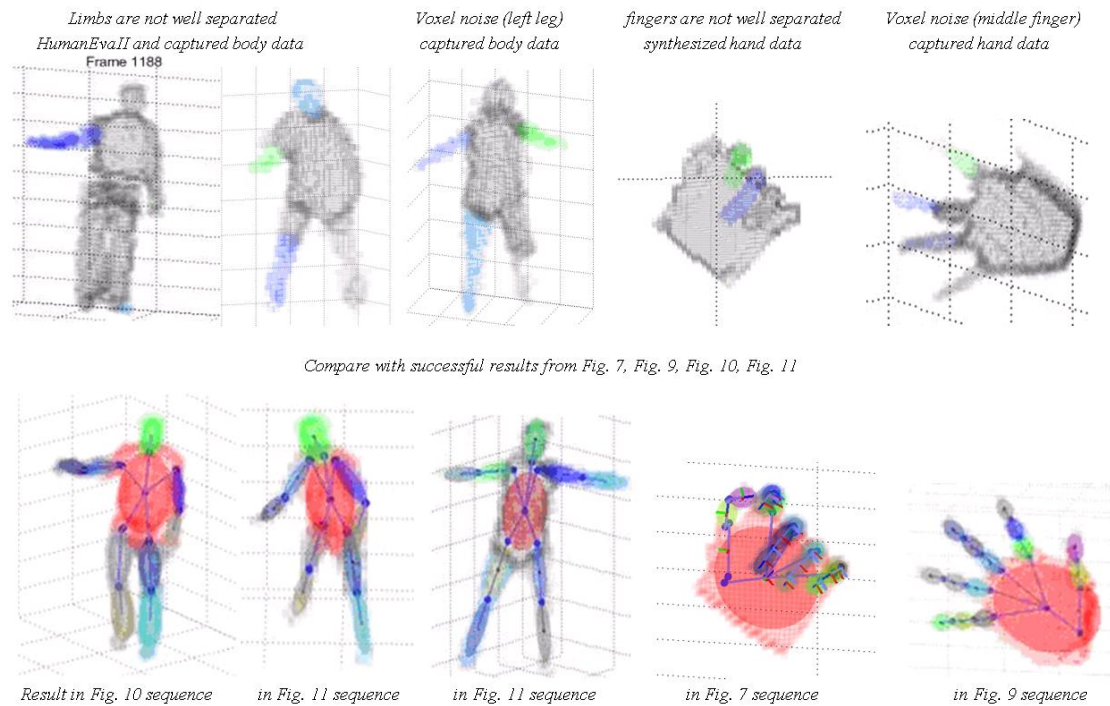 Limbs are not well separated
HumanEvaII and captured body data
Voxel noise (left leg)
captured body data
fingers are not well separated
synthesized hand data
Voxel noise (middle finger)
captured hand data
Frame 1188
Compare with successful results from Fig. 7, Fig. 9, Fig. 10, Fig. 11
Result in Fig. 10 sequence
in Fig. 11 sequence
in Fig. 11 sequence
in Fig. 7 sequence
in Fig. 9 sequence